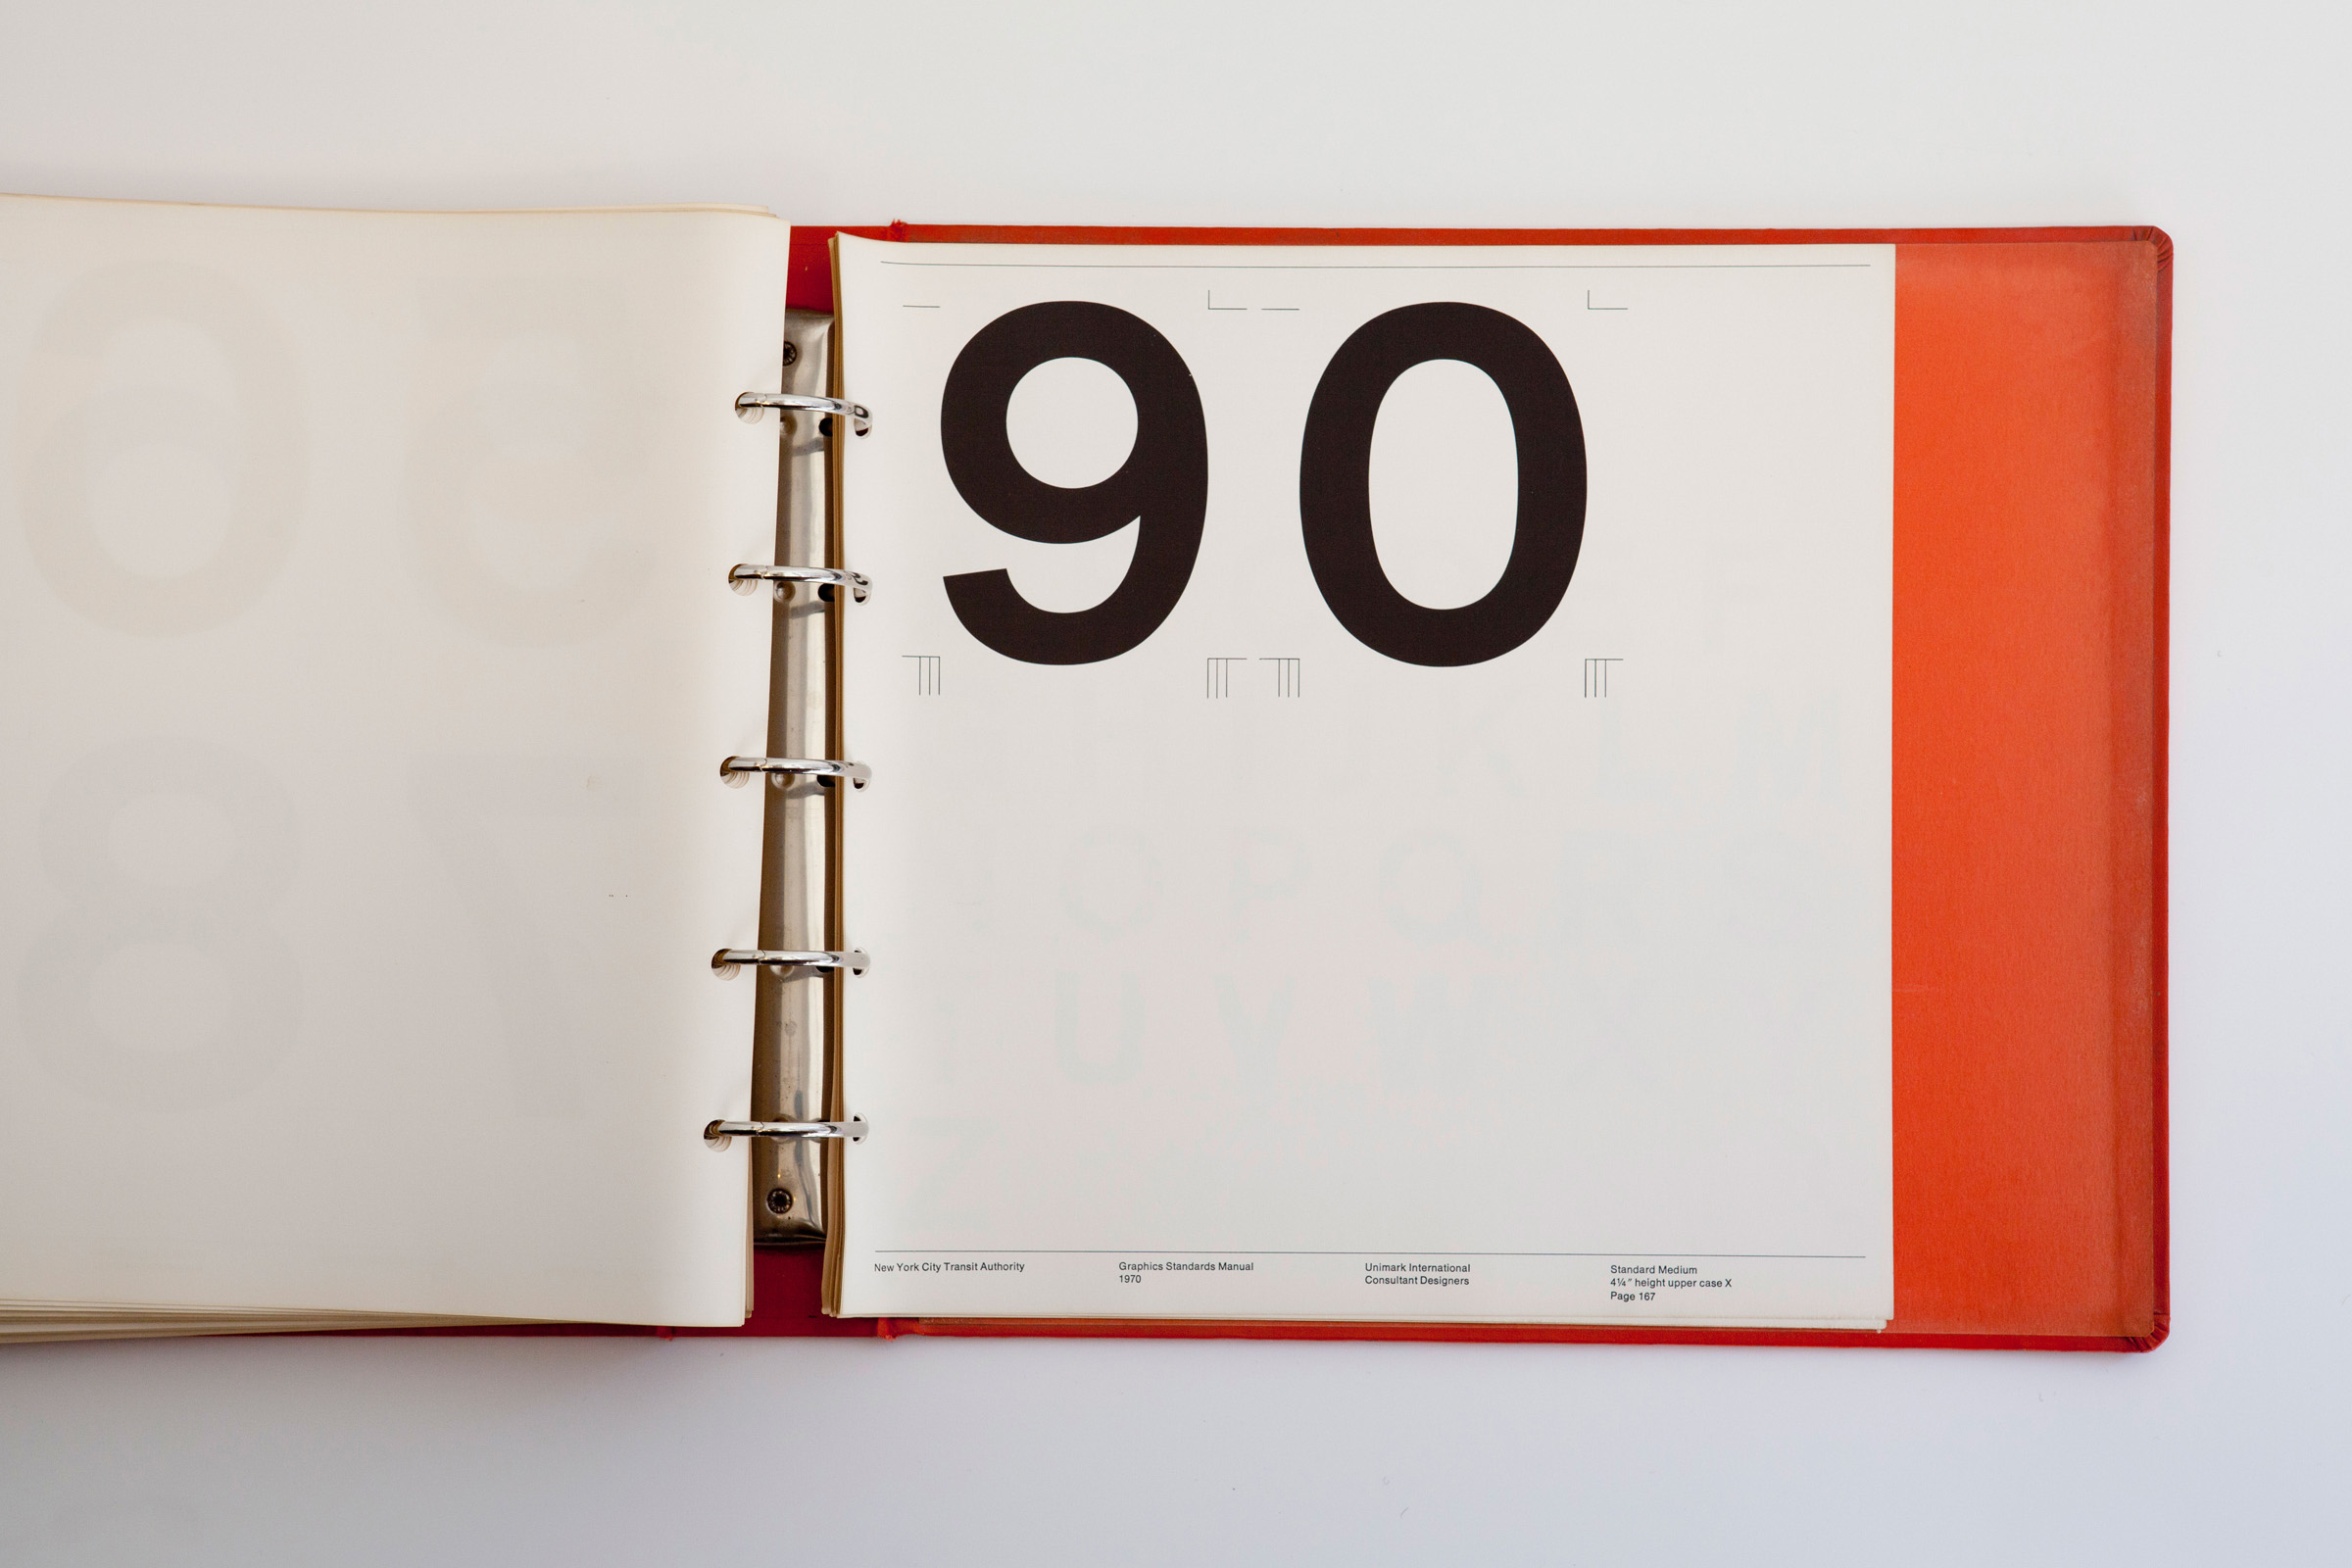 90
New York City Transit Authority
Graphics Standards Manual
1970
Unimark International
Consultant Designers
Standard Medium
4¼" height upper case X
Page 167